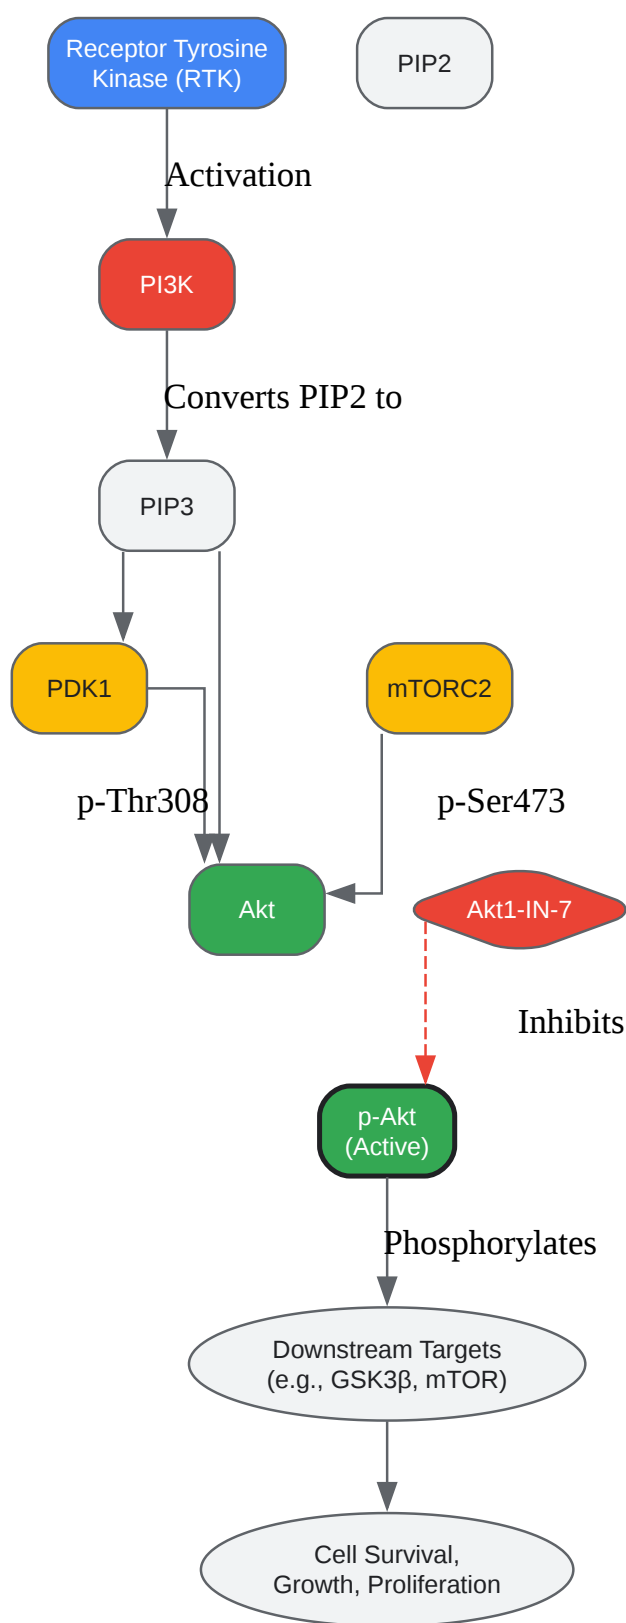 Receptor Tyrosine
Kinase (RTK)
PIP2
Activation
PI3K
Converts PIP2 to
PIP3
PDK1
mTORC2
p-Thr308
p-Ser473
Akt
Akt1-IN-7
Inhibits
p-Akt
(Active)
Phosphorylates
Downstream Targets
(e.g., GSK3β, mTOR)
Cell Survival,
Growth, Proliferation